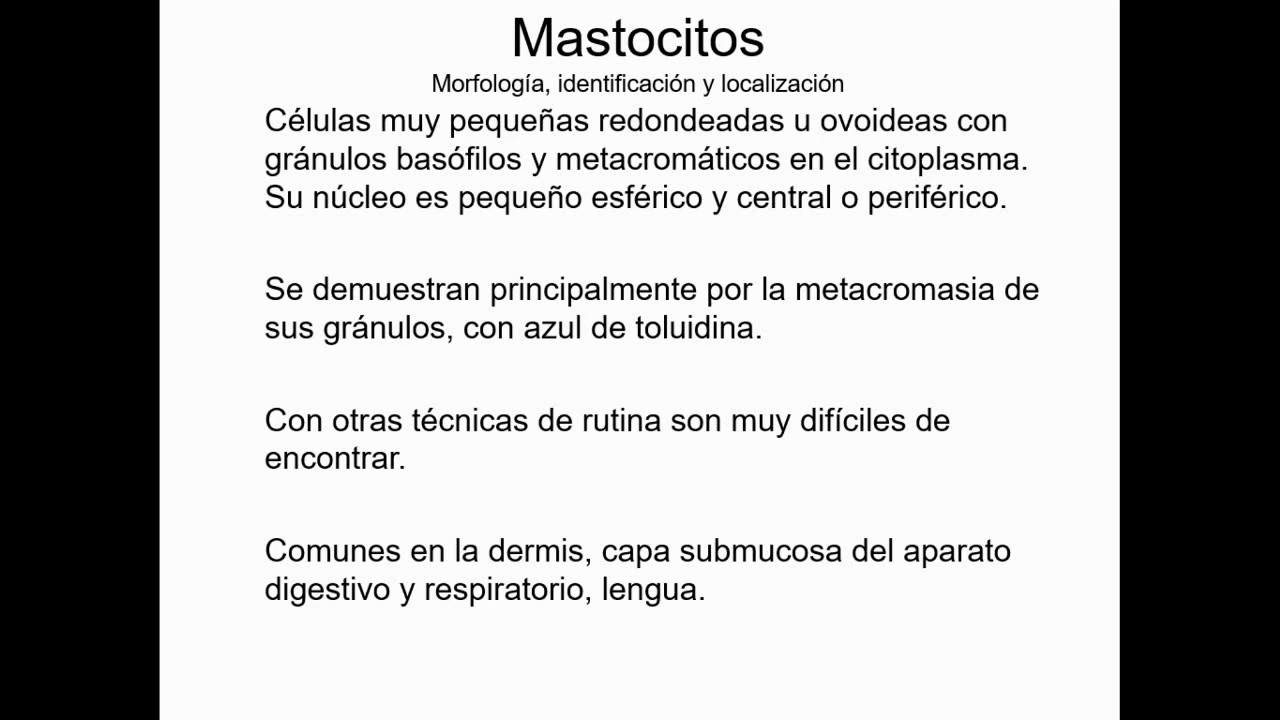 Mastocitos
Morfología, identificación y localización
Células muy pequeñas redondeadas u ovoideas con
gránulos basófilos y metacromáticos en el citoplasma.
Su núcleo es pequeño esférico y central o periférico.
Se demuestran principalmente por la metacromasia de
sus gránulos, con azul de toluidina.
Con otras técnicas de rutina son muy difíciles de
encontrar.
Comunes en la dermis, capa submucosa del aparato
digestivo y respiratorio, lengua.